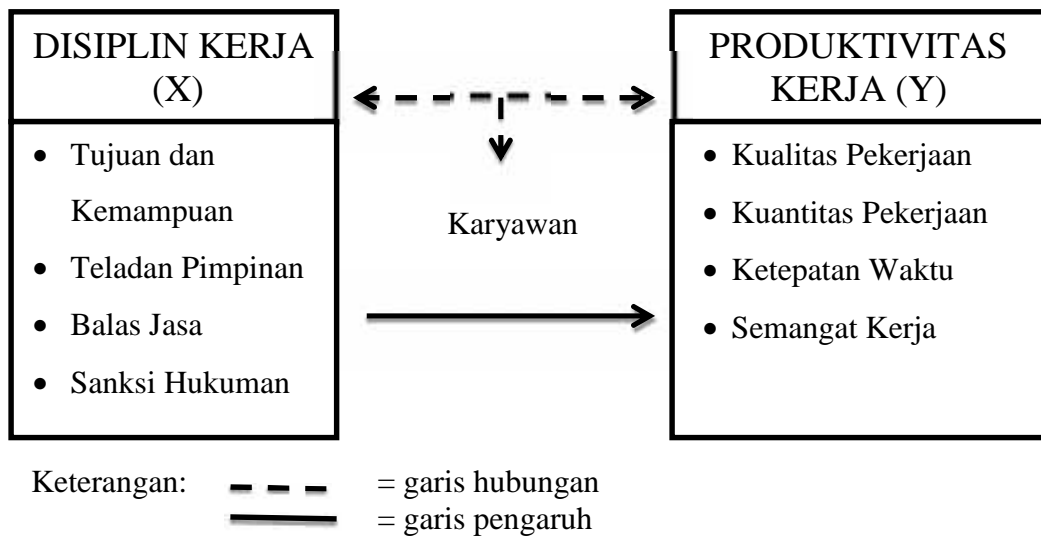 DISIPLIN KERJA
(X)
• Tujuan dan
Kemampuan
• Teladan Pimpinan
• Balas Jasa
• Sanksi Hukuman
Karyawan
PRODUKTIVITAS
KERJA (Y)
• Kualitas Pekerjaan
• Kuantitas Pekerjaan
• Ketepatan Waktu
• Semangat Kerja
Keterangan:
= garis hubungan
= garis pengaruh